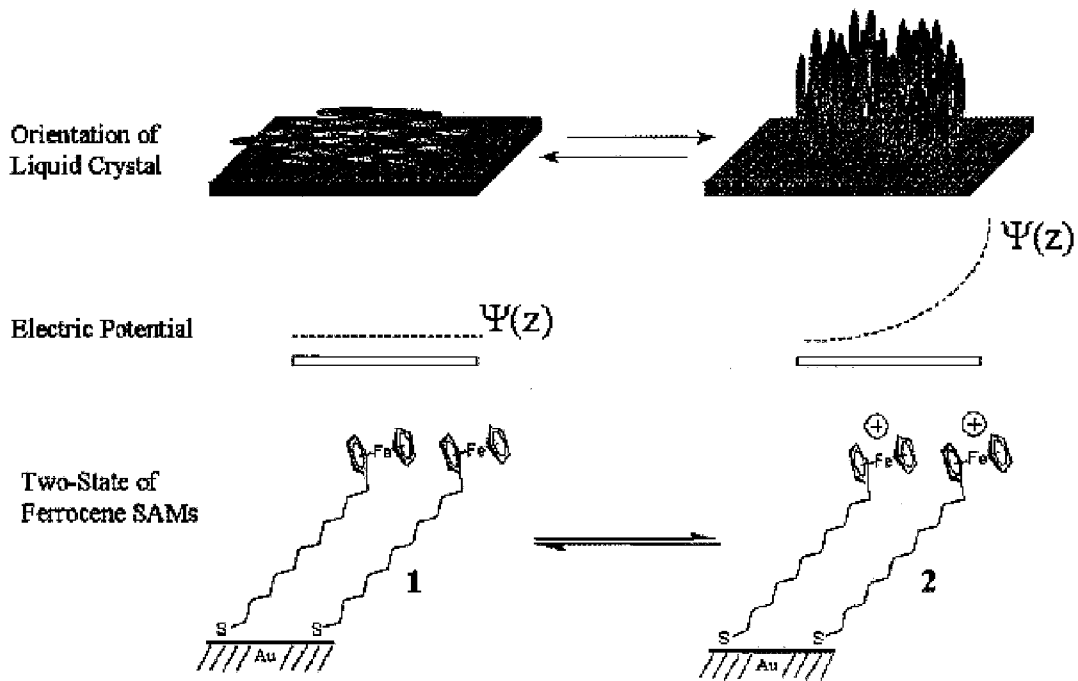 Orientation of
Liquid Crystal
Ψ(z)
Ψ(z)
Electric Potential
Fe Fe
⊕ ⊕
Fe Fe
Two-State of
Ferrocene SAMs
1
2
S S
Au
S S
Au